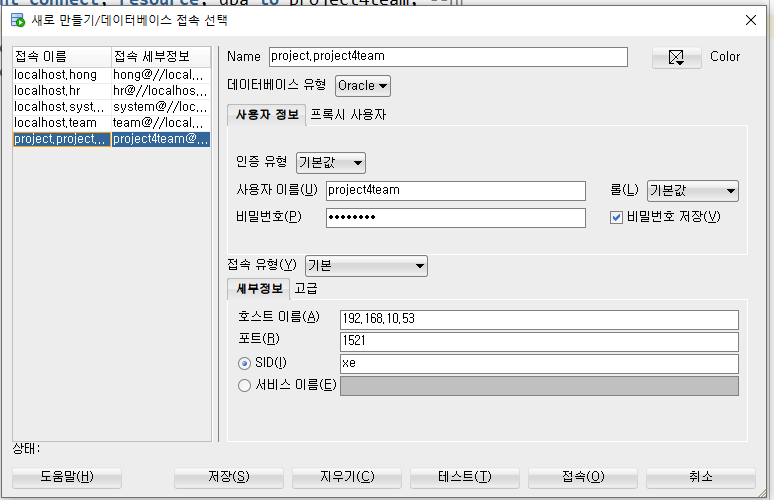 nt connect, resource, dba to project4team; --
새로 만들기/데이터베이스 접속 선택
접속 이름 접속 세부정보
localhost,hong hong@//local,,,
localhost,hr hr@//localhos,,,
localhost,syst,,, system@//loc,,,
localhost,team team@//local,,,
project,project,,, project4team@,,,
Name project,project4team Color
데이터베이스 유형 Oracle
사용자 정보 프록시 사용자
인증 유형 기본값
사용자 이름(U) project4team 롤(L) 기본값
비밀번호(P) •••••••• 비밀번호 저장(V)
접속 유형(Y) 기본
세부정보 고급
호스트 이름(A) 192,168,10,53
포트(R) 1521
SID(I) xe
서비스 이름(E)
상태:
도움말(H) 저장(S) 지우기(C) 테스트(T) 접속(O) 취소